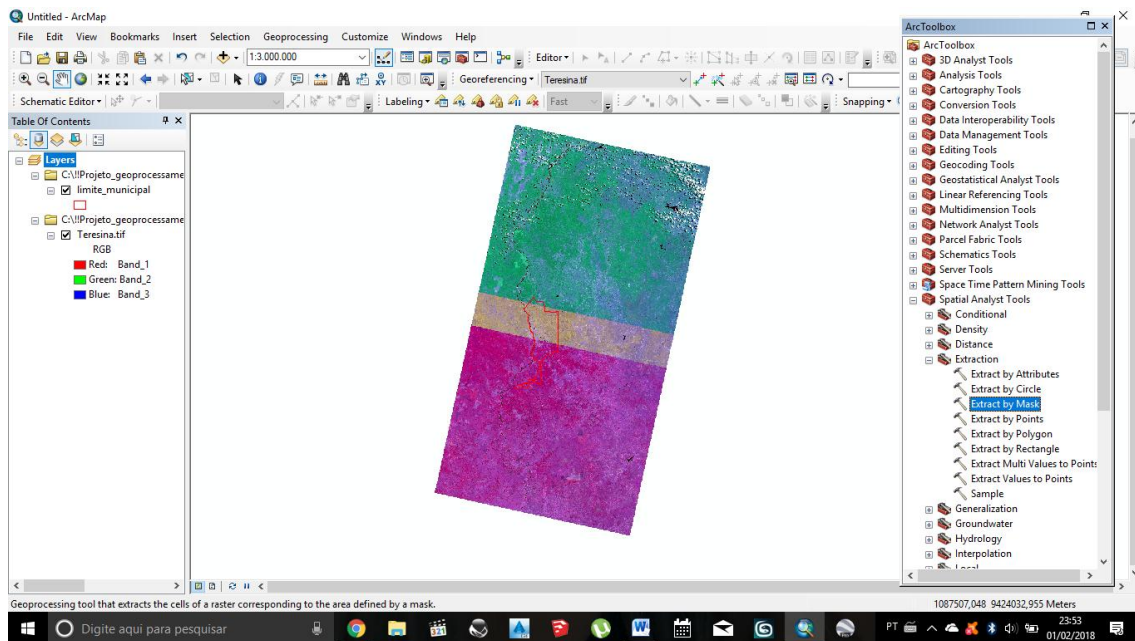 Untitled - ArcMap
File Edit View Bookmarks Insert Selection Geoprocessing Customize Windows Help
1:3.000.000
Editor
Georeferencing
Teresina.tif
Schematic Editor
Labeling
Fast
Snapping
Table Of Contents
Layers
C:\!!Projeto_geoprocessame
limite_municipal
C:\!!Projeto_geoprocessame
Teresina.tif
RGB
Red: Band_1
Green: Band_2
Blue: Band_3
ArcToolbox
ArcToolbox
3D Analyst Tools
Analysis Tools
Cartography Tools
Conversion Tools
Data Interoperability Tools
Data Management Tools
Editing Tools
Geocoding Tools
Geostatistical Analyst Tools
Linear Referencing Tools
Multidimension Tools
Network Analyst Tools
Parcel Fabric Tools
Schematics Tools
Server Tools
Space Time Pattern Mining Tools
Spatial Analyst Tools
Conditional
Density
Distance
Extraction
Extract by Attributes
Extract by Circle
Extract by Mask
Extract by Points
Extract by Polygon
Extract by Rectangle
Extract Multi Values to Points
Extract Values to Points
Sample
Generalization
Groundwater
Hydrology
Interpolation
Geoprocessing tool that extracts the cells of a raster corresponding to the area defined by a mask.
1087507,048 9424032,955 Meters
Digite aqui para pesquisar
PT
23:53
01/02/2018